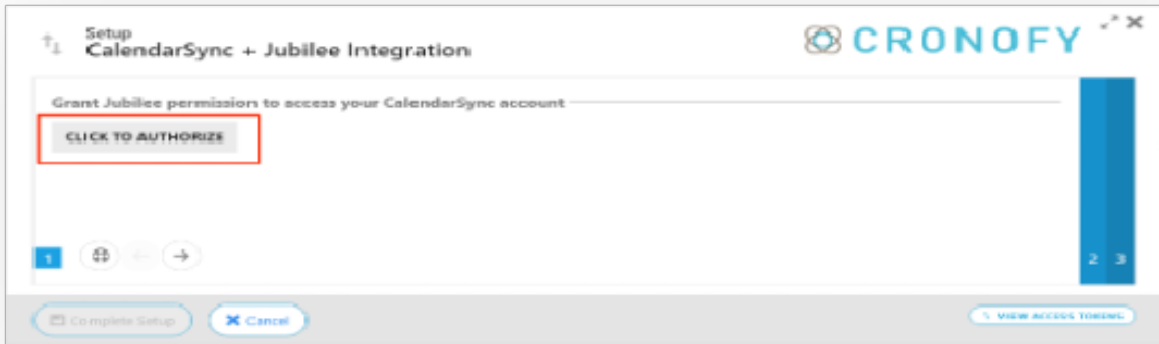 Setup
CalendarSync + Jubilee Integration
CRONOFY
Grant Jubilee permission to access your CalendarSync account
CLICK TO AUTHORIZE
1
2 3
Complete Setup
Cancel
VIEW ACCESS TOKENS